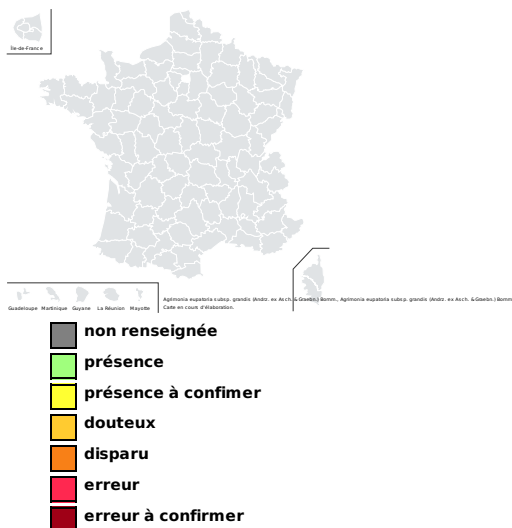 Île-de-France
Guadeloupe Martinique Guyane La Réunion Mayotte
Agrimonia eupatoria subsp. grandis (Andrz. ex Asch. & Graebn.) Bornm., Agrimonia eupatoria subsp. grandis (Andrz. ex Asch. & Graebn.) Bornm
Carte en cours d'élaboration.
non renseignée
présence
présence à confimer
douteux
disparu
erreur
erreur à confirmer